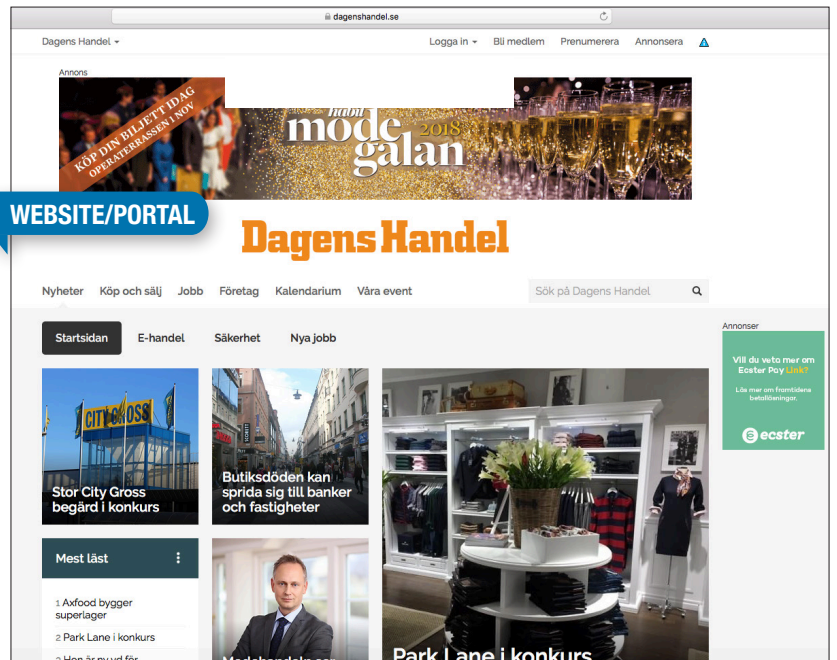 dagenshandel.se
Dagens Handel
Logga in
Bli medlem
Prenumerera
Annonsera
Annons
KÖP DIN BILJETT IDAG
OPERATERRASSEN 1 NOV
habit
mode
2018
galan
WEBSITE/PORTAL
Dagens Handel
Nyheter
Köp och sälj
Jobb
Företag
Kalendarium
Våra event
Sök på Dagens Handel
Startsidan
E-handel
Säkerhet
Nya jobb
Annonser
Vill du veta mer om
Ecster Pay Link?
Läs mer om framtidens
betallösningar.
ecster
CITY GROSS
Stor City Gross
begärd i konkurs
Butiksdöden kan
sprida sig till banker
och fastigheter
Mest läst
1 Axfood bygger
superlager
2 Park Lane i konkurs
Park Lane i konkurs